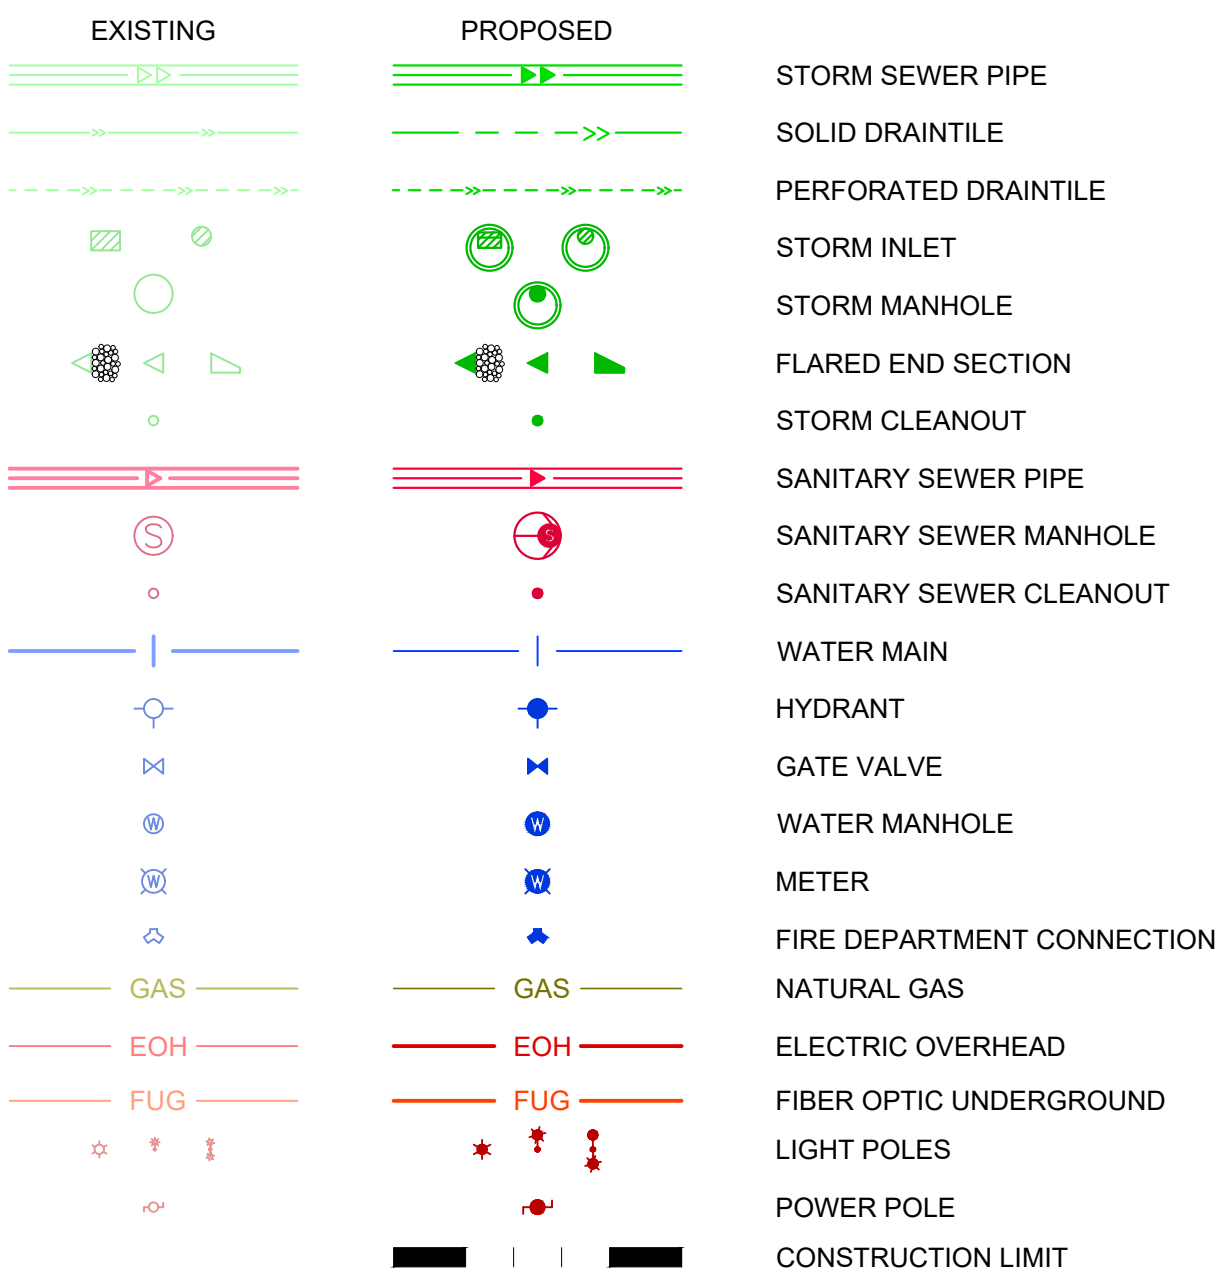 EXISTING PROPOSED
STORM SEWER PIPE
SOLID DRAINTILE
PERFORATED DRAINTILE
STORM INLET
STORM MANHOLE
FLARED END SECTION
STORM CLEANOUT
SANITARY SEWER PIPE
S S SANITARY SEWER MANHOLE
SANITARY SEWER CLEANOUT
WATER MAIN
HYDRANT
GATE VALVE
W W WATER MANHOLE
W W METER
FIRE DEPARTMENT CONNECTION
GAS GAS NATURAL GAS
EOH EOH ELECTRIC OVERHEAD
FUG FUG FIBER OPTIC UNDERGROUND
LIGHT POLES
POWER POLE
CONSTRUCTION LIMIT